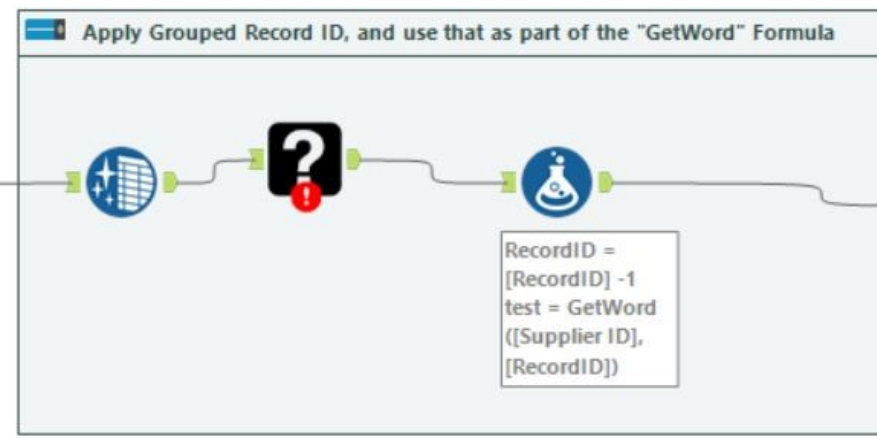 Apply Grouped Record ID, and use that as part of the "GetWord" Formula
?
!
RecordID =
[RecordID] -1
test = GetWord
([Supplier ID],
[RecordID])